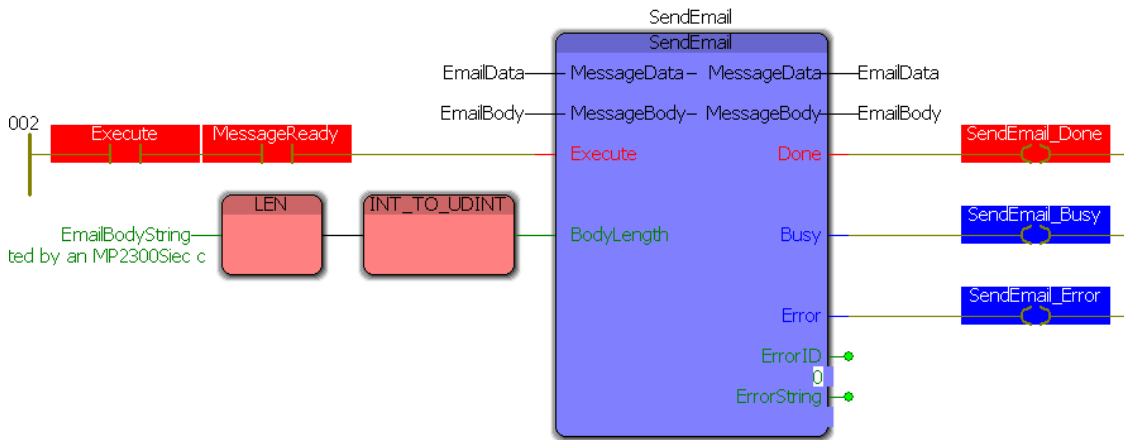 SendEmail
SendEmail
EmailData MessageData MessageData EmailData
EmailBody MessageBody MessageBody EmailBody
002
Execute MessageReady Execute Done SendEmail_Done
LEN INT_TO_UDINT
EmailBodyString BodyLength Busy SendEmail_Busy
ted by an MP2300Siec c
Error SendEmail_Error
ErrorID
0
ErrorString